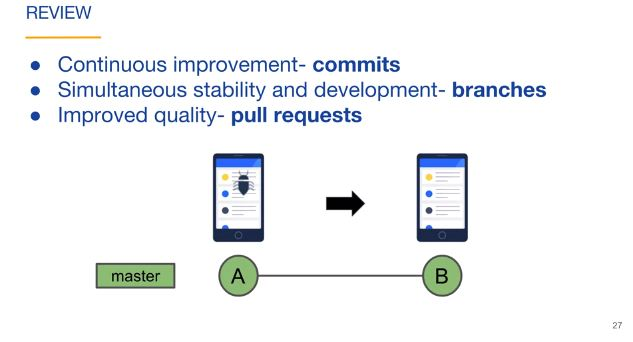 REVIEW
● Continuous improvement- commits
● Simultaneous stability and development- branches
● Improved quality- pull requests
master
A
B
27